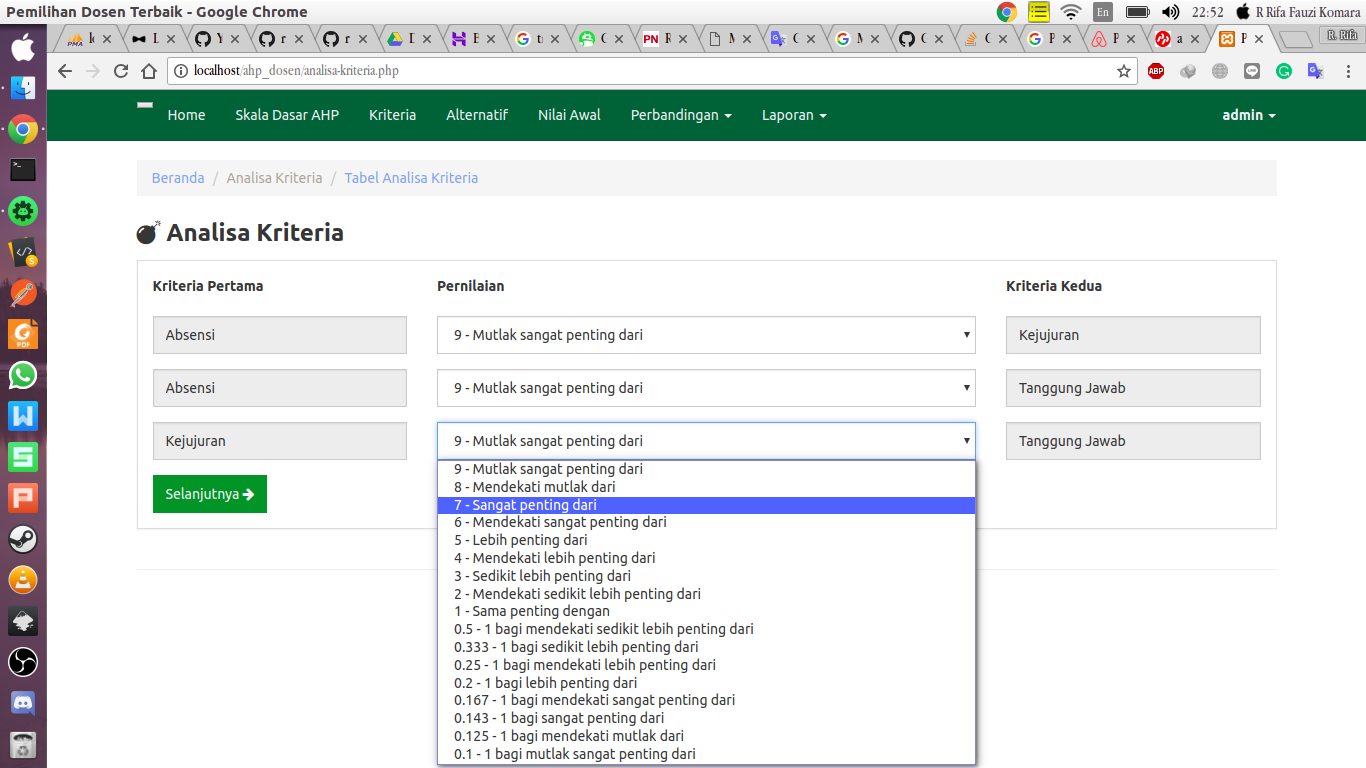 Pemilihan Dosen Terbaik - Google Chrome
En
22:52
R Rifa Fauzi Komara
R. Rifa
localhost/ahp_dosen/analisa-kriteria.php
ABP
Home
Skala Dasar AHP
Kriteria
Alternatif
Nilai Awal
Perbandingan
Laporan
admin
Beranda / Analisa Kriteria / Tabel Analisa Kriteria
Analisa Kriteria
Kriteria Pertama
Pernilaian
Kriteria Kedua
Absensi
9 - Mutlak sangat penting dari
Kejujuran
Absensi
9 - Mutlak sangat penting dari
Tanggung Jawab
Kejujuran
9 - Mutlak sangat penting dari
Tanggung Jawab
9 - Mutlak sangat penting dari
8 - Mendekati mutlak dari
7 - Sangat penting dari
6 - Mendekati sangat penting dari
5 - Lebih penting dari
4 - Mendekati lebih penting dari
3 - Sedikit lebih penting dari
2 - Mendekati sedikit lebih penting dari
1 - Sama penting dengan
0.5 - 1 bagi mendekati sedikit lebih penting dari
0.333 - 1 bagi sedikit lebih penting dari
0.25 - 1 bagi mendekati lebih penting dari
0.2 - 1 bagi lebih penting dari
0.167 - 1 bagi mendekati sangat penting dari
0.143 - 1 bagi sangat penting dari
0.125 - 1 bagi mendekati mutlak dari
0.1 - 1 bagi mutlak sangat penting dari
Selanjutnya